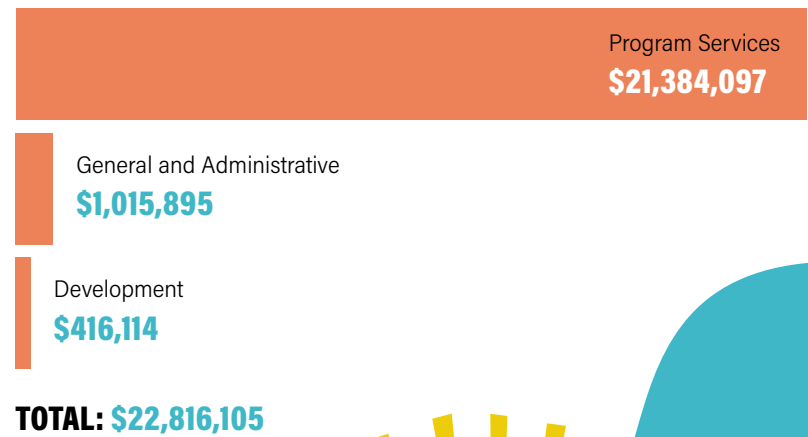 Program Services
$21,384,097
General and Administrative
$1,015,895
Development
$416,114
TOTAL: $22,816,105